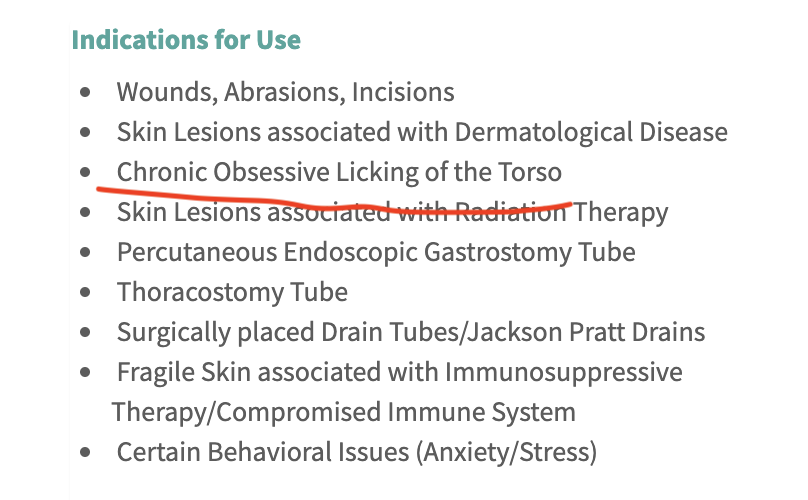 Indications for Use
• Wounds, Abrasions, Incisions
• Skin Lesions associated with Dermatological Disease
• Chronic Obsessive Licking of the Torso
• Skin Lesions associated with Radiation Therapy
• Percutaneous Endoscopic Gastrostomy Tube
• Thoracostomy Tube
• Surgically placed Drain Tubes/Jackson Pratt Drains
• Fragile Skin associated with Immunosuppressive
Therapy/Compromised Immune System
• Certain Behavioral Issues (Anxiety/Stress)